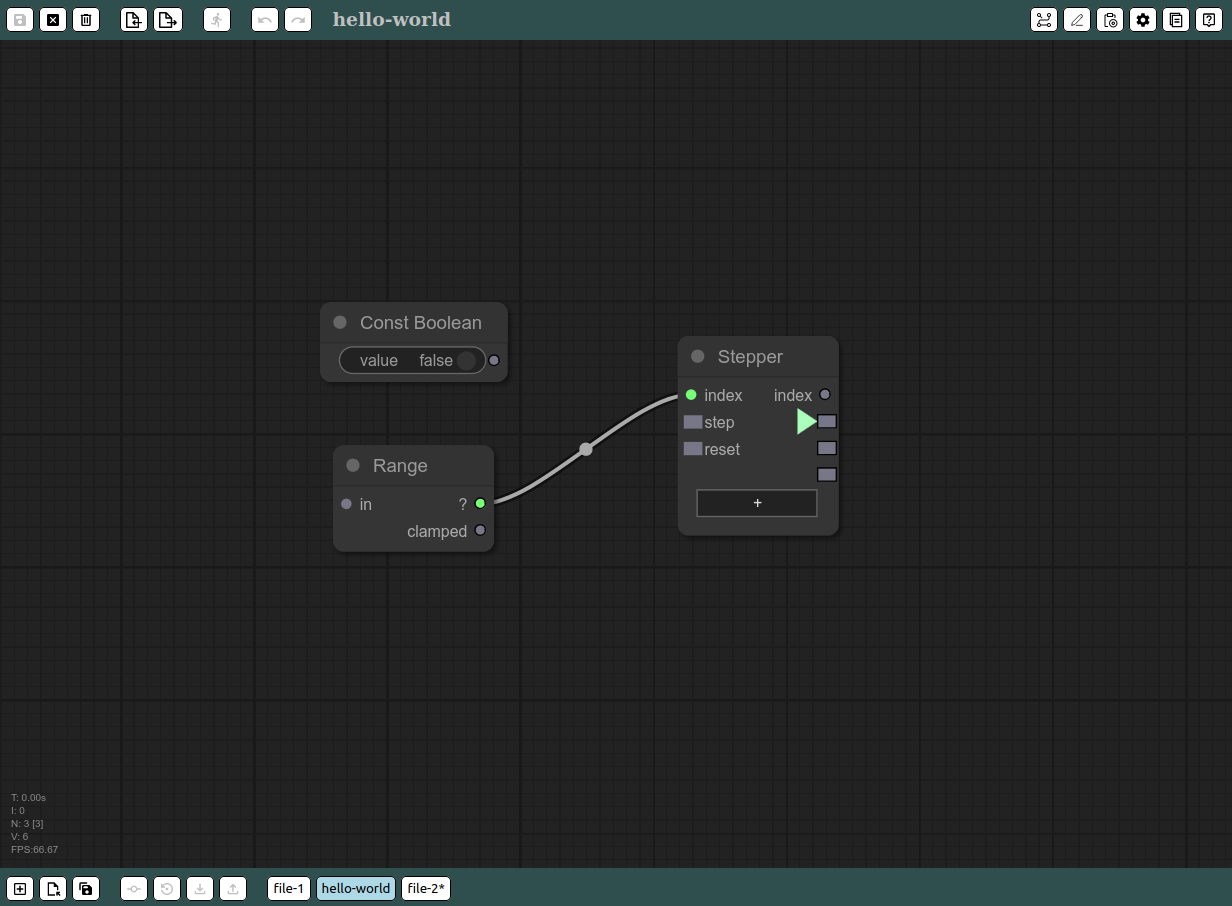 hello-world
Const Boolean
value false
Stepper
index index
step
reset
+
Range
in ?
clamped
T: 0.00s
I: 0
N: 3 [3]
V: 6
FPS:66.67
file-1 hello-world file-2*